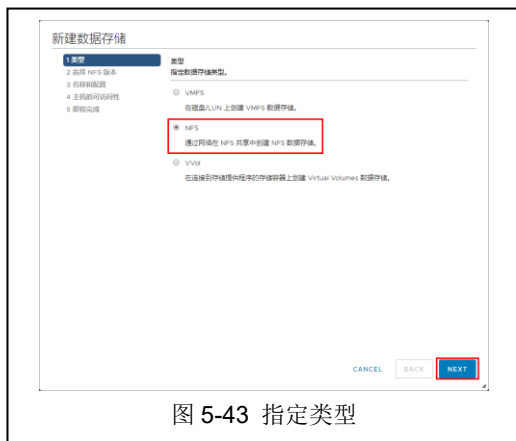 新建数据存储
1 类型
2 选择 NFS 版本
3 名称和配置
4 主机的可访问性
5 即将完成
类型
指定数据存储类型。
VMFS
在磁盘/LUN 上创建 VMFS 数据存储。
NFS
通过网络在 NFS 共享中创建 NFS 数据存储。
VVol
在连接到存储提供程序的存储容器上创建 Virtual Volumes 数据存储。
CANCEL BACK NEXT
图 5-43 指定类型